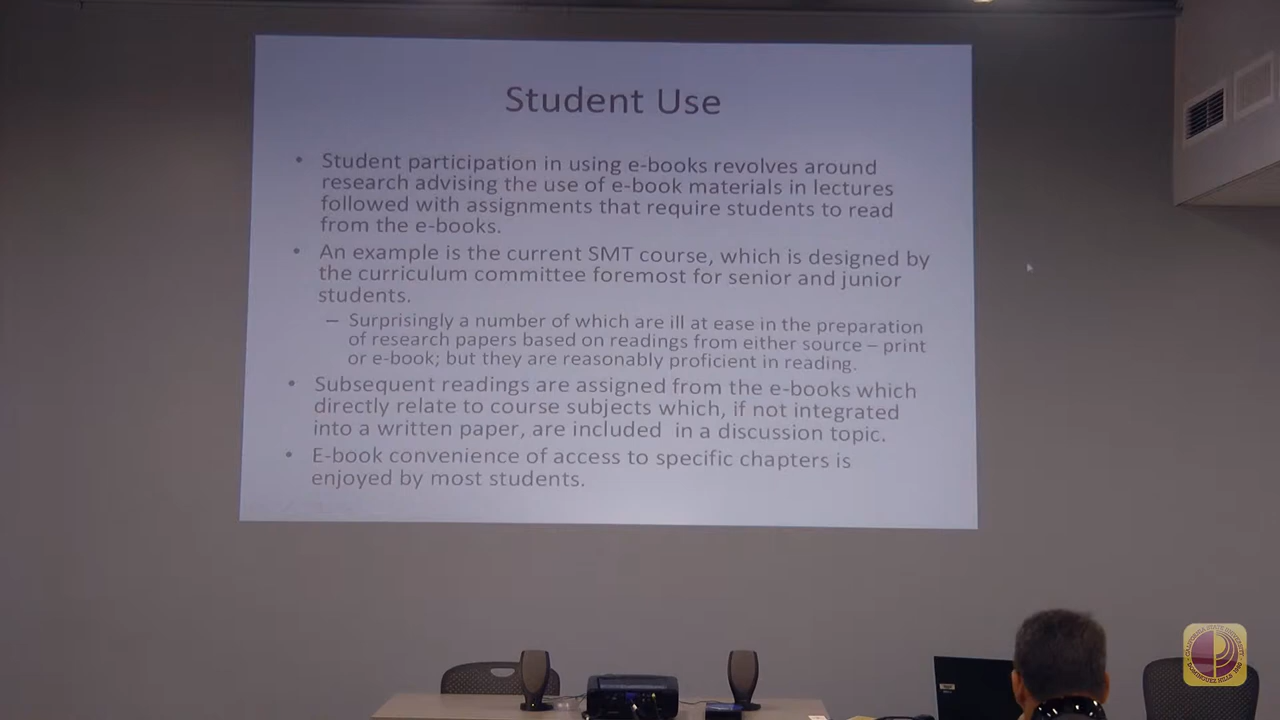 Student Use
• Student participation in using e-books revolves around
research advising the use of e-book materials in lectures
followed with assignments that require students to read
from the e-books.
• An example is the current SMT course, which is designed by
the curriculum committee foremost for senior and junior
students.
– Surprisingly a number of which are ill at ease in the preparation
of research papers based on readings from either source – print
or e-book; but they are reasonably proficient in reading.
• Subsequent readings are assigned from the e-books which
directly relate to course subjects which, if not integrated
into a written paper, are included in a discussion topic.
• E-book convenience of access to specific chapters is
enjoyed by most students.
CALIFORNIA STATE UNIVERSITY
DOMINGUEZ HILLS 1960